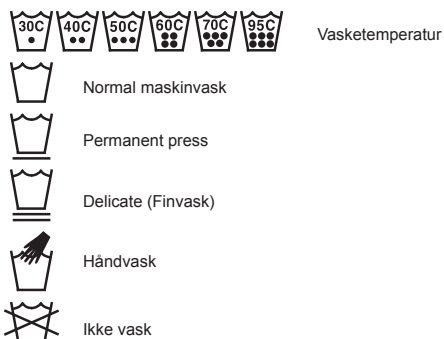 30C 40C 50C 60C 70C 95C Vasketemperatur
Normal maskinvask
Permanent press
Delicate (Finvask)
Håndvask
Ikke vask